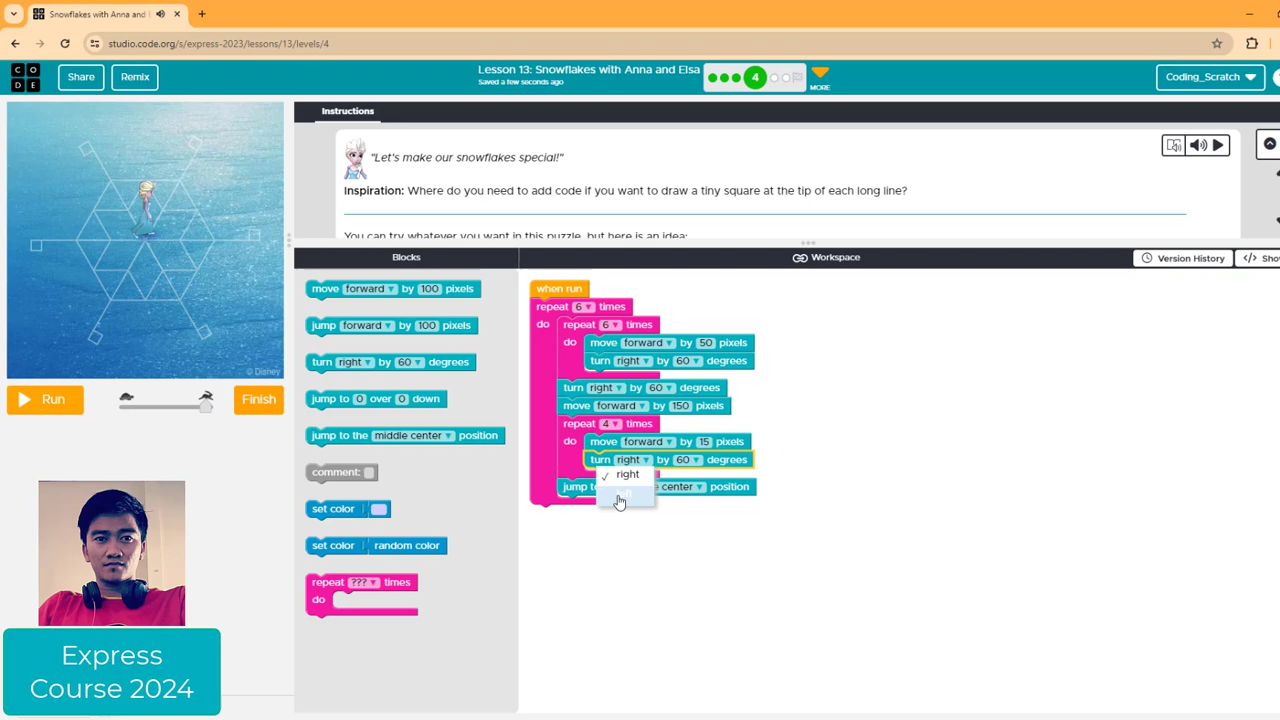 Snowflakes with Anna and
studio.code.org/s/express-2023/lessons/13/levels/4
C O
D E
Share
Remix
Lesson 13: Snowflakes with Anna and Elsa
Saved a few seconds ago
4
MORE
Coding_Scratch
Instructions
"Let's make our snowflakes special!"
Inspiration: Where do you need to add code if you want to draw a tiny square at the tip of each long line?
You can try whatever you want in this puzzle, but here is an idea:
© Disney
Run
Finish
Blocks
Workspace
Version History
</> Sho
move forward by 100 pixels
jump forward by 100 pixels
turn right by 60 degrees
jump to 0 over 0 down
jump to the middle center position
comment:
set color
set color random color
repeat ??? times
do
when run
repeat 6 times
do
repeat 6 times
do
move forward by 50 pixels
turn right by 60 degrees
turn right by 60 degrees
move forward by 150 pixels
repeat 4 times
do
move forward by 15 pixels
turn right by 60 degrees
✓ right
jump to center position
Express
Course 2024